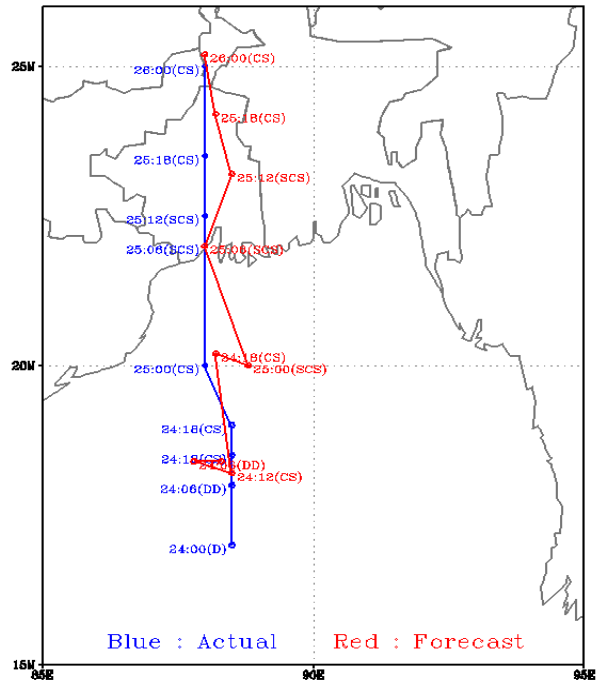 25N
26:00(CS)
26:00(CS)
25:18(CS)
25:18(CS)
25:12(SCS)
25:12(SCS)
25:06(SCS)
25:06(SCS)
24:18(CS)
20N
25:00(CS)
25:00(SCS)
24:18(CS)
24:12(CS)
24:06(DD)
24:12(CS)
24:06(DD)
24:00(D)
Blue : Actual
Red : Forecast
15N
85E
90E
95E